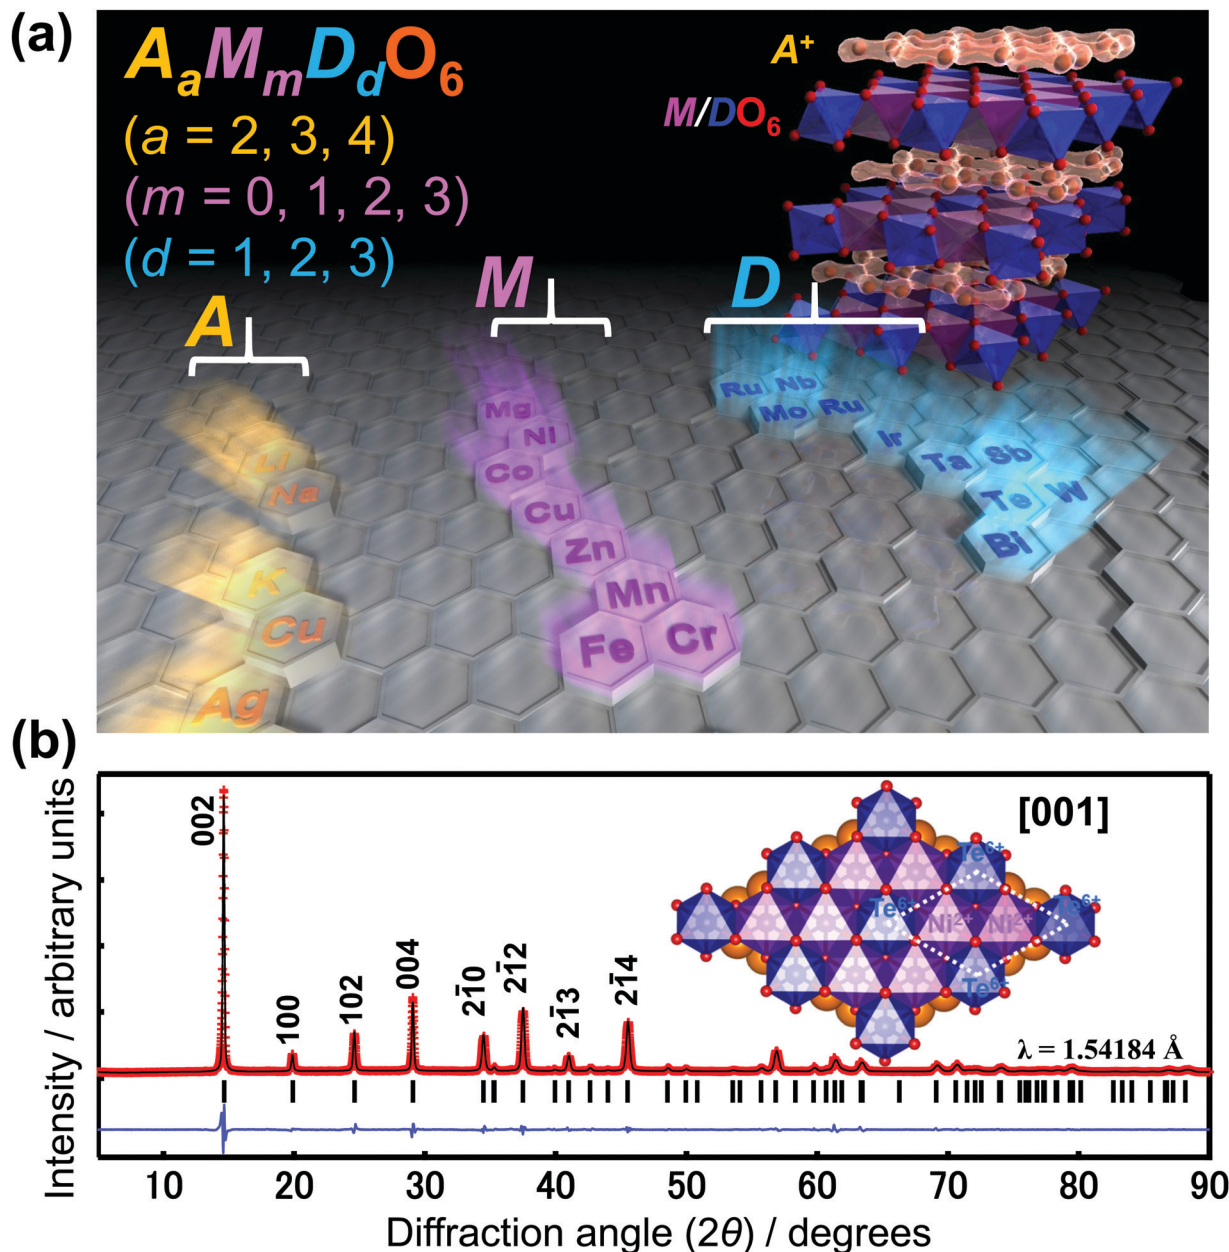 (a)
AₐMₘD𝑑O₆
(a = 2, 3, 4)
(m = 0, 1, 2, 3)
(d = 1, 2, 3)
A⁺
M/DO₆
A
M
D
Li
Na
K
Cu
Ag
Mg
Ni
Co
Cu
Zn
Mn
Fe Cr
Ru Nb
Mo Ru
Ir
Ta Sb
Te W
Bi
(b)
Intensity / arbitrary units
002
100
102
004
21̄0
21̄12
21̄13
21̄4
[001]
Te⁶⁺
Te⁶⁺ Ni²⁺ Ni²⁺ Te⁶⁺
Te⁶⁺
λ = 1.54184 Å
10 20 30 40 50 60 70 80 90
Diffraction angle (2θ) / degrees